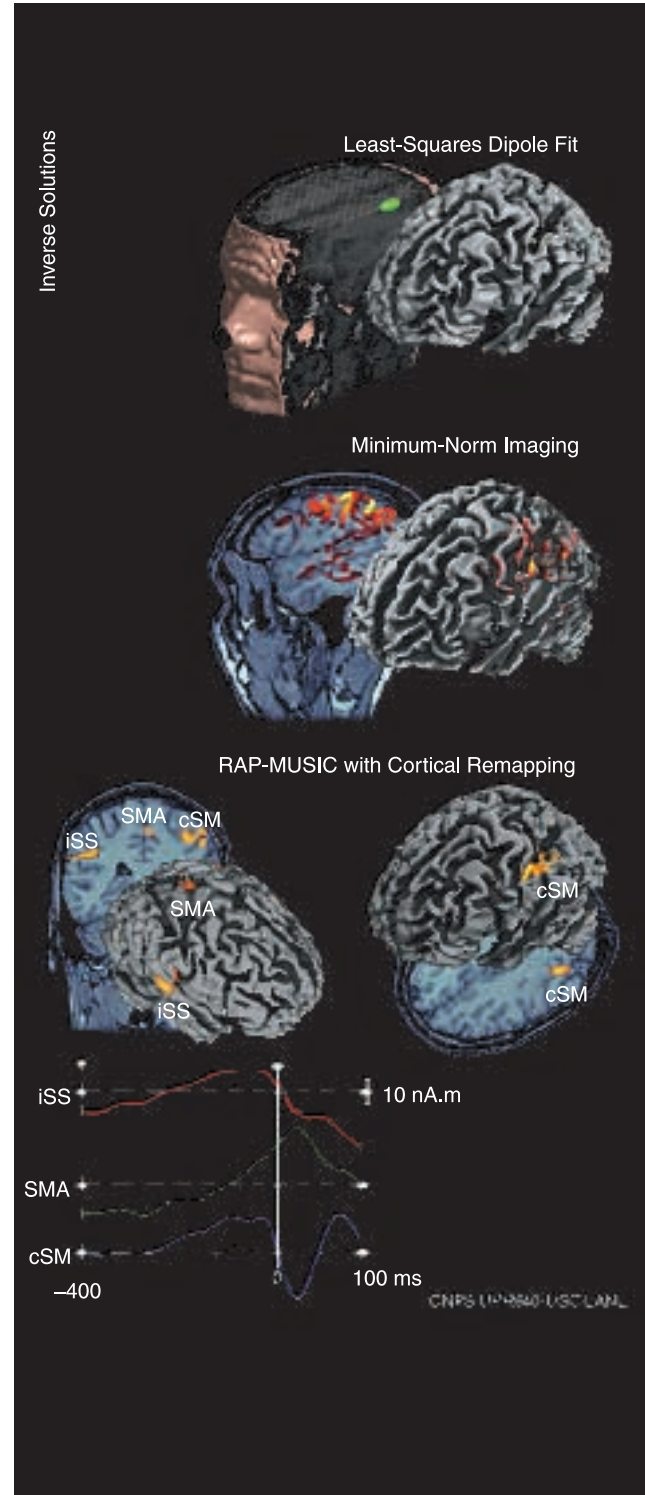 Inverse Solutions
Least-Squares Dipole Fit
Minimum-Norm Imaging
RAP-MUSIC with Cortical Remapping
SMA
cSM
iSS
SMA
iSS
cSM
cSM
iSS
10 nA.m
SMA
cSM
–400
0
100 ms